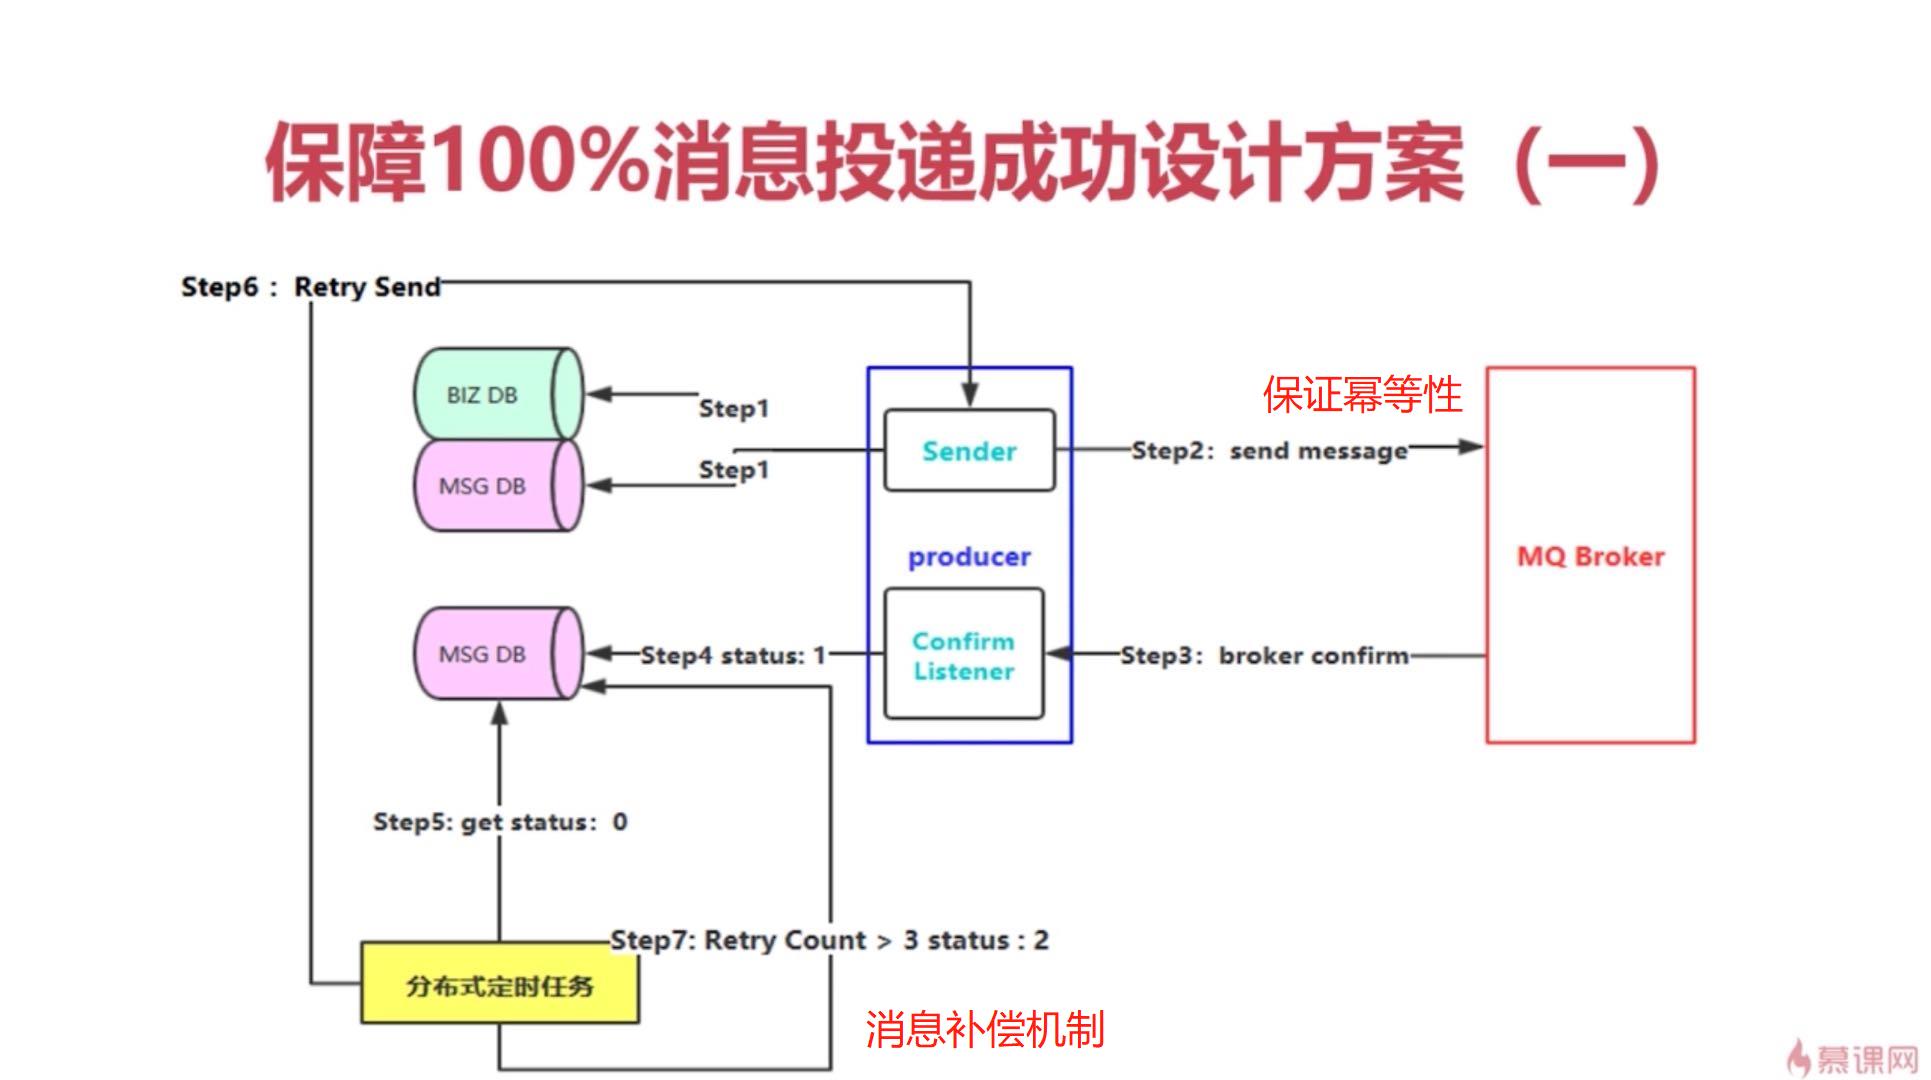 保障100%消息投递成功设计方案（一）
Step6：Retry Send
BIZ DB
Step1
MSG DB
Step1
Sender
保证幂等性
Step2：send message
producer
MQ Broker
MSG DB
Step4 status: 1
Confirm
Listener
Step3：broker confirm
Step5: get status：0
Step7: Retry Count > 3 status : 2
分布式定时任务
消息补偿机制
慕课网